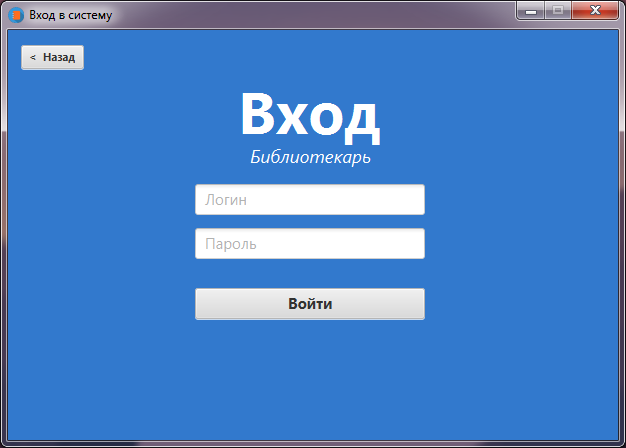 Вход в систему
< Назад
Вход
Библиотекарь
Логин
Пароль
Войти